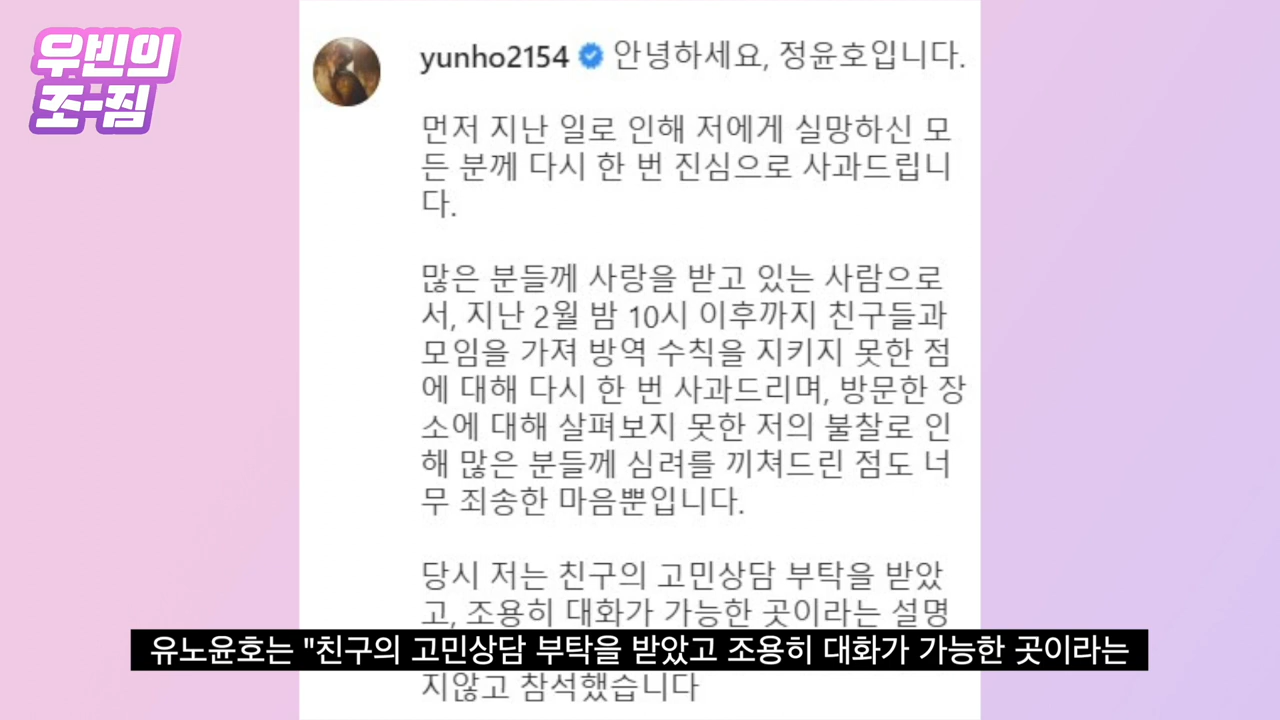 우빈의
조-짐
yunho2154 안녕하세요, 정윤호입니다.
먼저 지난 일로 인해 저에게 실망하신 모
든 분께 다시 한 번 진심으로 사과드립니
다.
많은 분들께 사랑을 받고 있는 사람으로
서, 지난 2월 밤 10시 이후까지 친구들과
모임을 가져 방역 수칙을 지키지 못한 점
에 대해 다시 한 번 사과드리며, 방문한 장
소에 대해 살펴보지 못한 저의 불찰로 인
해 많은 분들께 심려를 끼쳐드린 점도 너
무 죄송한 마음뿐입니다.
당시 저는 친구의 고민상담 부탁을 받았
고, 조용히 대화가 가능한 곳이라는 설명
유노윤호는 "친구의 고민상담 부탁을 받았고 조용히 대화가 가능한 곳이라는
지않고 참석했습니다